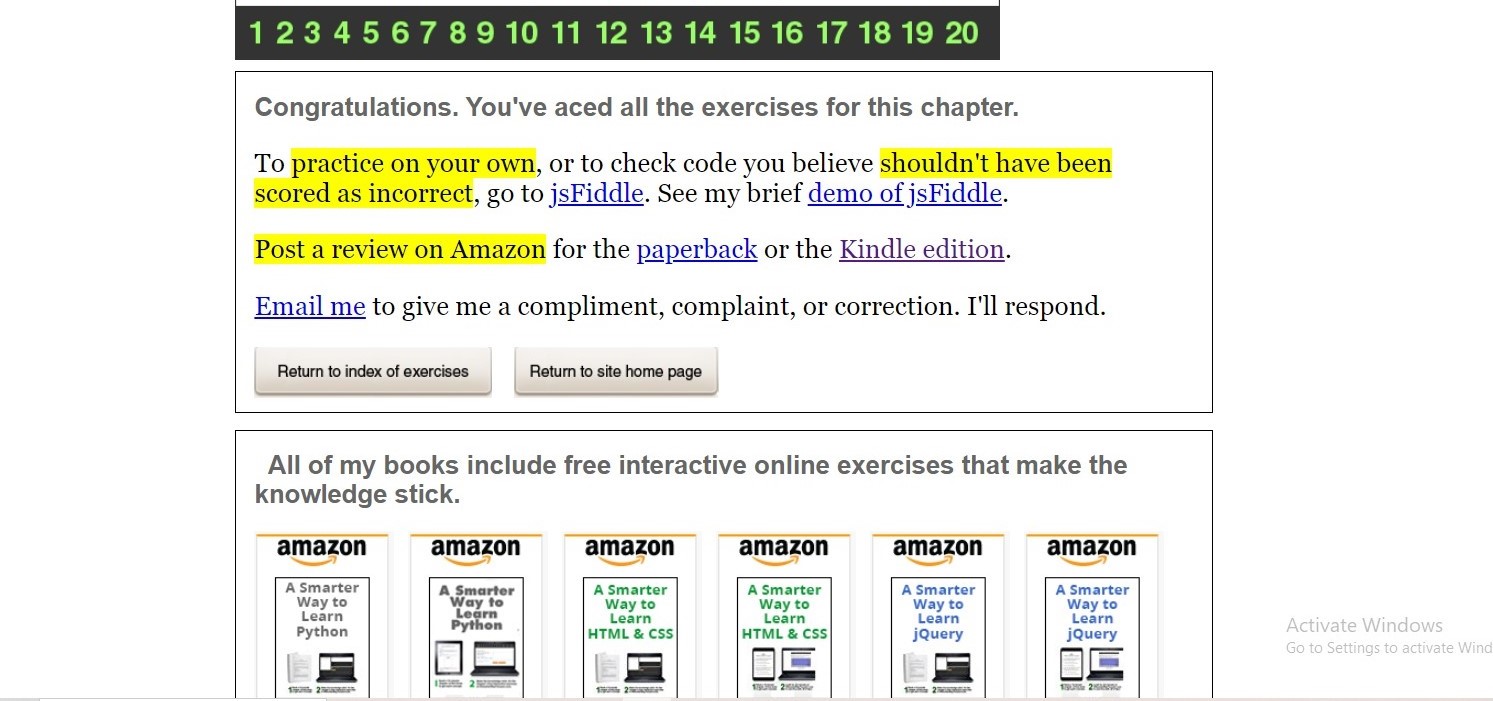 1 2 3 4 5 6 7 8 9 10 11 12 13 14 15 16 17 18 19 20
Congratulations. You've aced all the exercises for this chapter.
To practice on your own, or to check code you believe shouldn't have been
scored as incorrect, go to jsFiddle. See my brief demo of jsFiddle.
Post a review on Amazon for the paperback or the Kindle edition.
Email me to give me a compliment, complaint, or correction. I'll respond.
Return to index of exercises Return to site home page
All of my books include free interactive online exercises that make the
knowledge stick.
amazon amazon amazon amazon amazon amazon
A Smarter A Smarter A Smarter A Smarter A Smarter A Smarter
Way to Way to Way to Way to Way to Way to
Learn Learn Learn Learn Learn Learn
Python Python HTML & CSS HTML & CSS jQuery jQuery
Activate Windows
Go to Settings to activate Wind